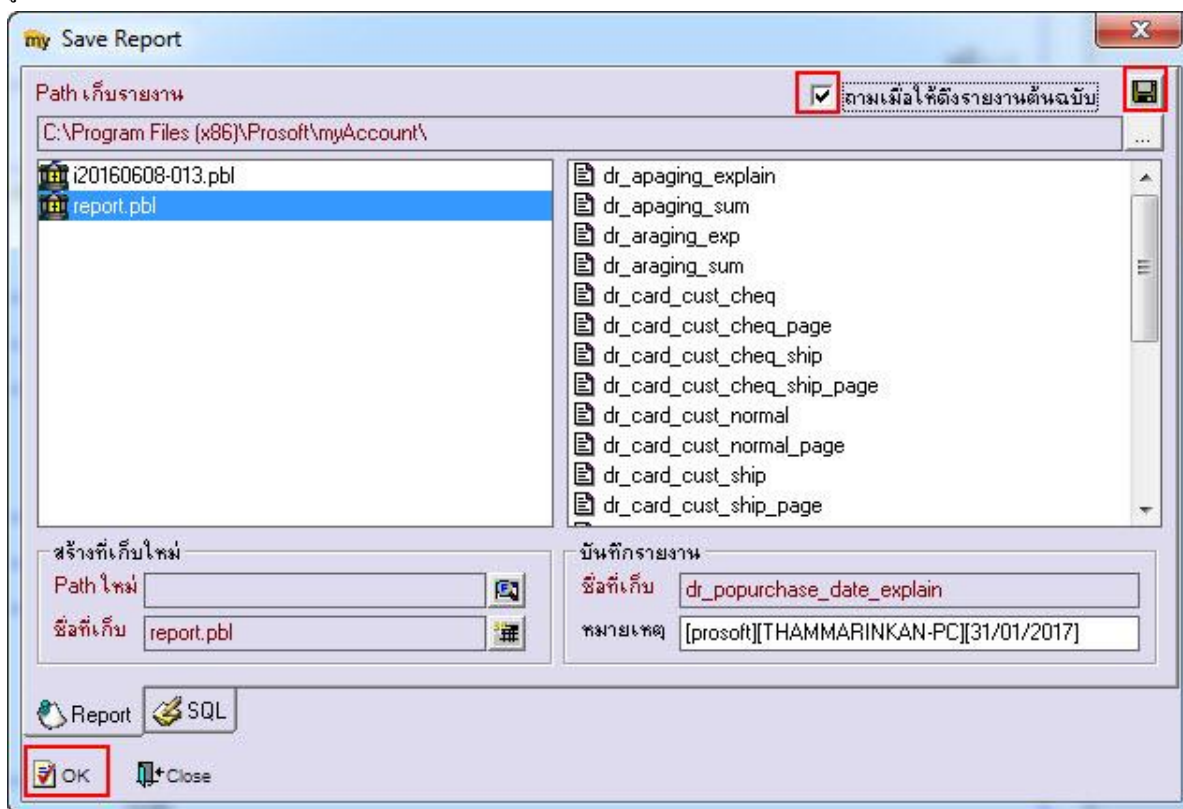 my Save Report
Path เก็บรายงาน
ถามเมื่อให้ดึงรายงานต้นฉบับ
C:\Program Files (x86)\Prosoft\myAccount\
...
i20160608-013.pbl
report.pbl
dr_apaging_explain
dr_apaging_sum
dr_araging_exp
dr_araging_sum
dr_card_cust_cheq
dr_card_cust_cheq_page
dr_card_cust_cheq_ship
dr_card_cust_cheq_ship_page
dr_card_cust_normal
dr_card_cust_normal_page
dr_card_cust_ship
dr_card_cust_ship_page
สร้างที่เก็บใหม่
Path ใหม่
ชื่อที่เก็บ report.pbl
บันทึกรายงาน
ชื่อที่เก็บ dr_popurchase_date_explain
หมายเหตุ [prosoft][THAMMARINKAN-PC][31/01/2017]
Report SQL
OK Close